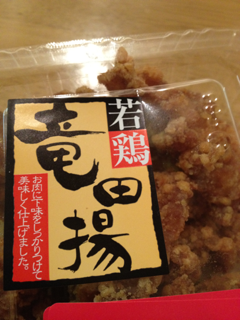 若鶏
竜田揚
お肉に下味をしっかりつけて
美味しく仕上げました。